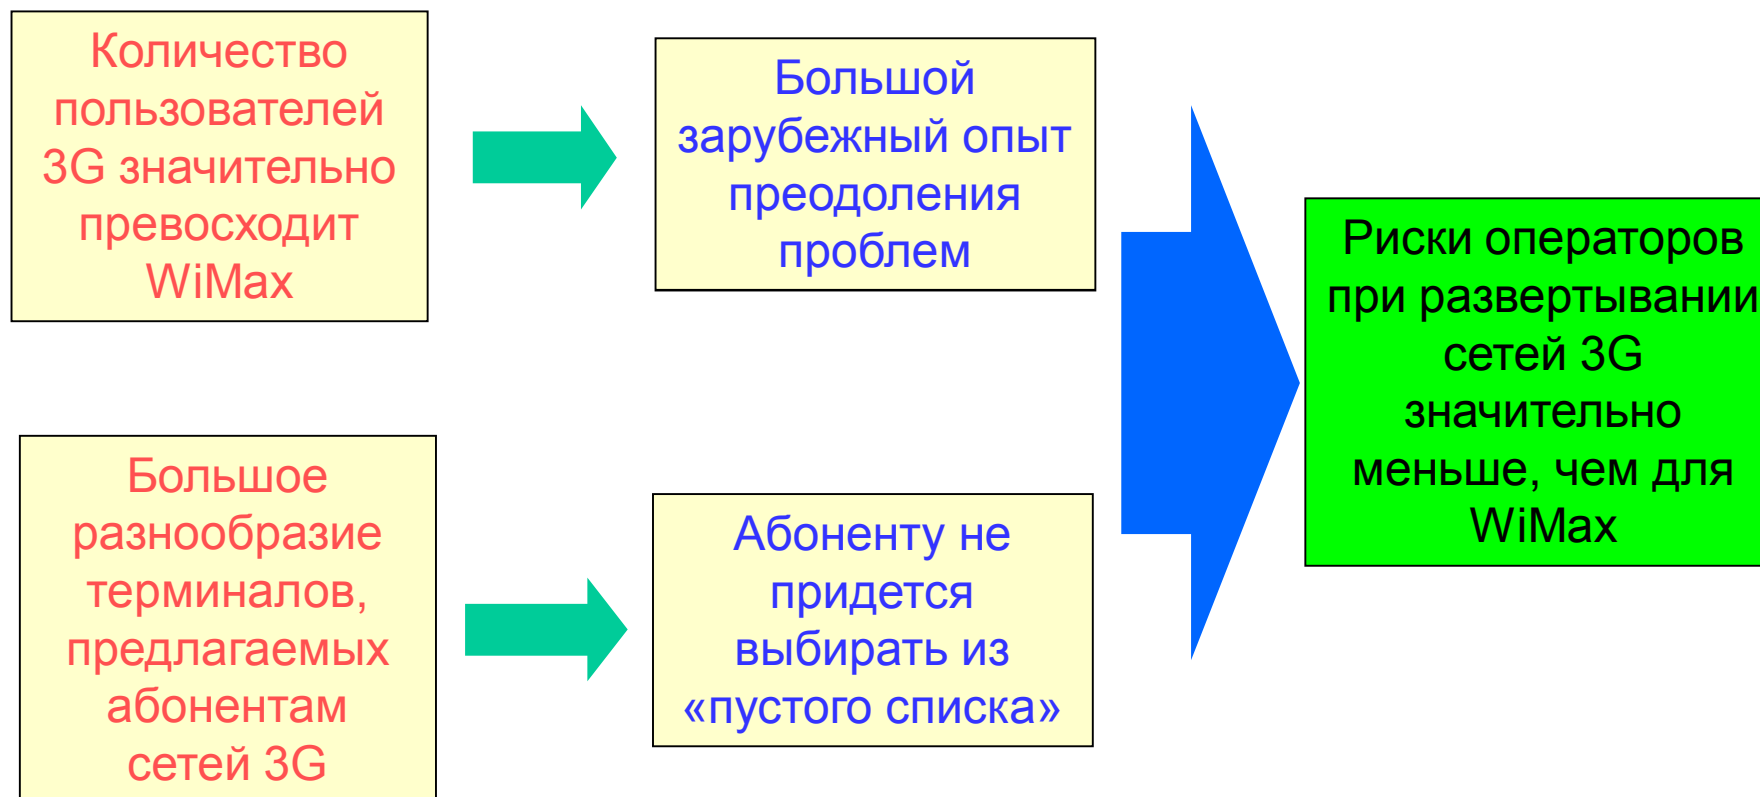 Количество
пользователей
3G значительно
превосходит
WiMax
Большой
зарубежный опыт
преодоления
проблем
Большое
разнообразие
терминалов,
предлагаемых
абонентам
сетей 3G
Абоненту не
придется
выбирать из
«пустого списка»
Риски операторов
при развертывании
сетей 3G
значительно
меньше, чем для
WiMax